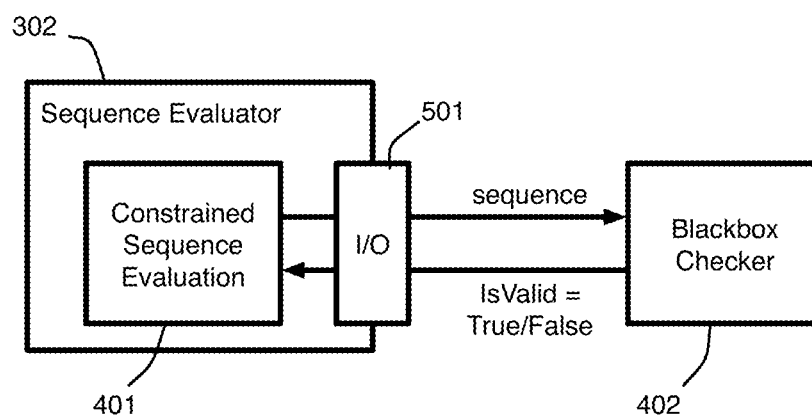 302
Sequence Evaluator
501
Constrained
Sequence
Evaluation
I/O
sequence
Blackbox
Checker
IsValid =
True/False
401
402